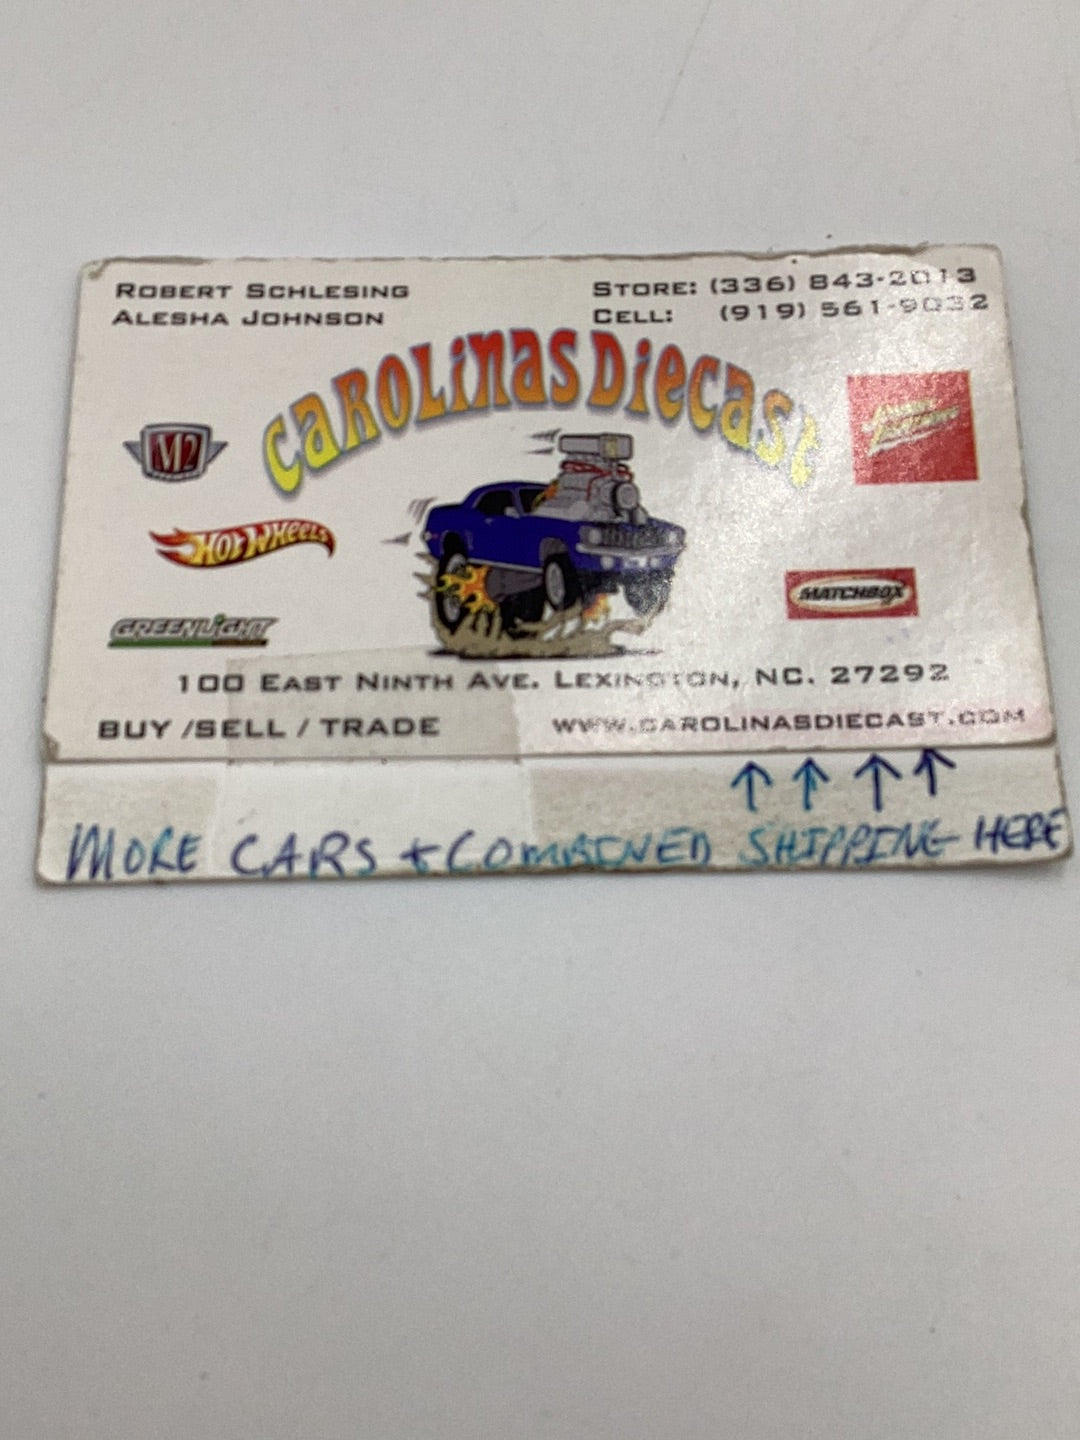 ROBERT SCHLESING
ALESHA JOHNSON
STORE: (336) 843-2013
CELL: (919) 561-9032
CAROLINAS DIECAST
M2
HOT WHEELS
GREENLIGHT
MATCHBOX
100 EAST NINTH AVE. LEXINGTON, NC. 27292
BUY /SELL / TRADE
WWW.CAROLINASDIECAST.COM
MORE CARS + COMBINED SHIPPING HERE